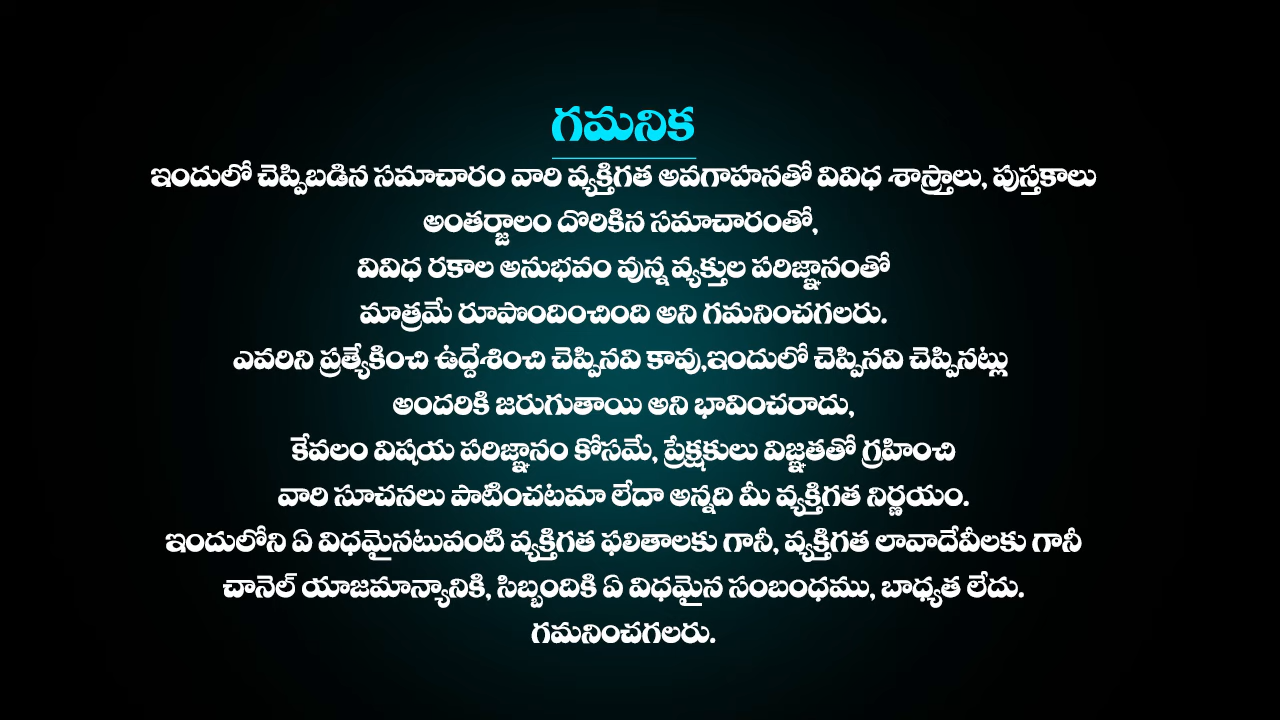 గమనిక
ఇందులో చెప్పిబడిన సమాచారం వారి వ్యక్తిగత అవగాహనతో వివిధ శాస్త్రాలు, పుస్తకాలు
అంతర్జాలం దొరికిన సమాచారంతో,
వివిధ రకాల అనుభవం వున్న వ్యక్తుల పరిజ్ఞానంతో
మాత్రమే రూపొందించింది అని గమనించగలరు.
ఎవరిని ప్రత్యేకించి ఉద్దేశించి చెప్పినవి కావు,ఇందులో చెప్పినవి చెప్పినట్లు
అందరికి జరుగుతాయి అని భావించరాదు,
కేవలం విషయ పరిజ్ఞానం కోసమే, ప్రేక్షకులు విజ్ఞతతో గ్రహించి
వారి సూచనలు పాటించటమా లేదా అన్నది మీ వ్యక్తిగత నిర్ణయం.
ఇందులోని ఏ విధమైనటువంటి వ్యక్తిగత ఫలితాలకు గానీ, వ్యక్తిగత లావాదేవీలకు గానీ
చానెల్ యాజమాన్యానికి, సిబ్బందికి ఏ విధమైన సంబంధము, బాధ్యత లేదు.
గమనించగలరు.